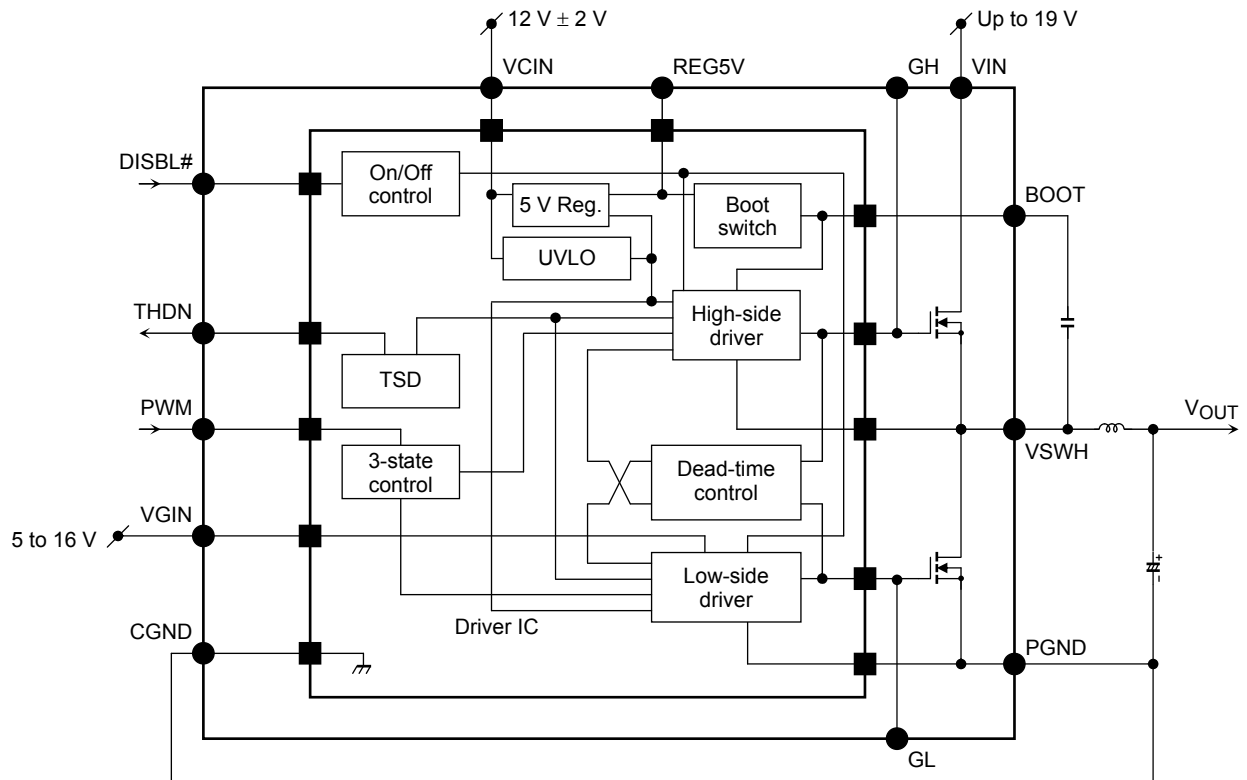 12 V ± 2 V
Up to 19 V
VCIN
REG5V
GH
VIN
DISBL#
On/Off
control
5 V Reg.
Boot
switch
BOOT
UVLO
THDN
High-side
driver
TSD
PWM
VOUT
VSWH
3-state
control
Dead-time
control
VGIN
5 to 16 V
Low-side
driver
CGND
Driver IC
PGND
GL
+
-